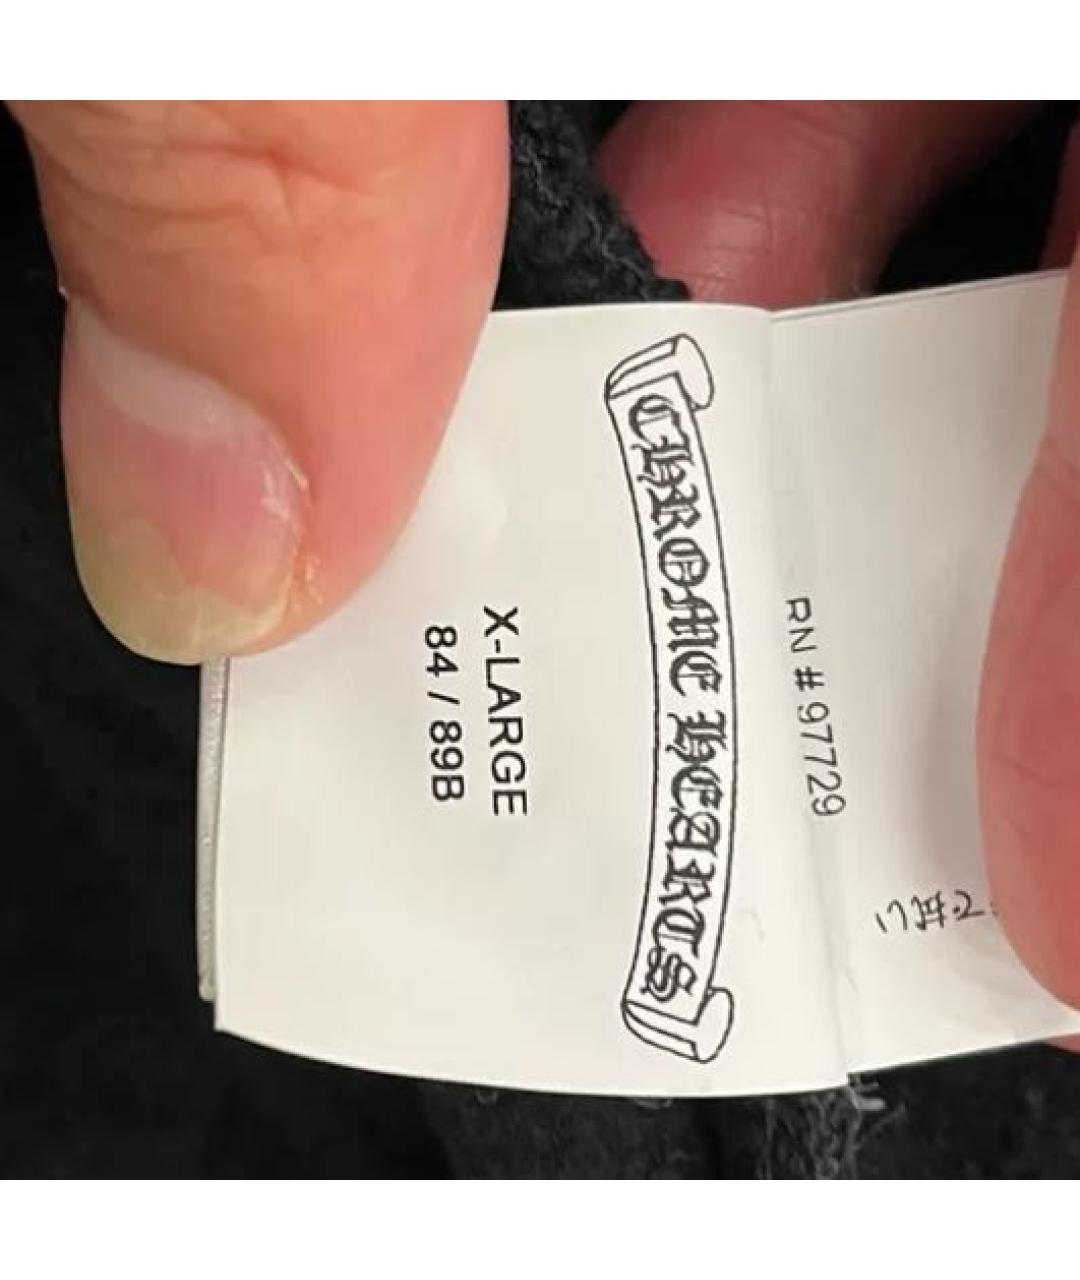 RN # 97729
CHROME HEARTS
X-LARGE
84 / 89B